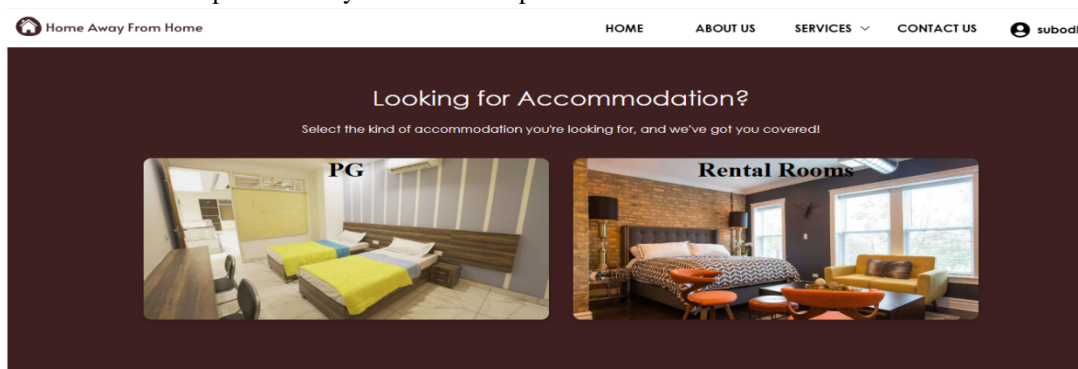 Home Away From Home HOME ABOUT US SERVICES CONTACT US
Looking for Accommodation?
Select the kind of accommodation you're looking for, and we've got you covered!
PG Rental Rooms